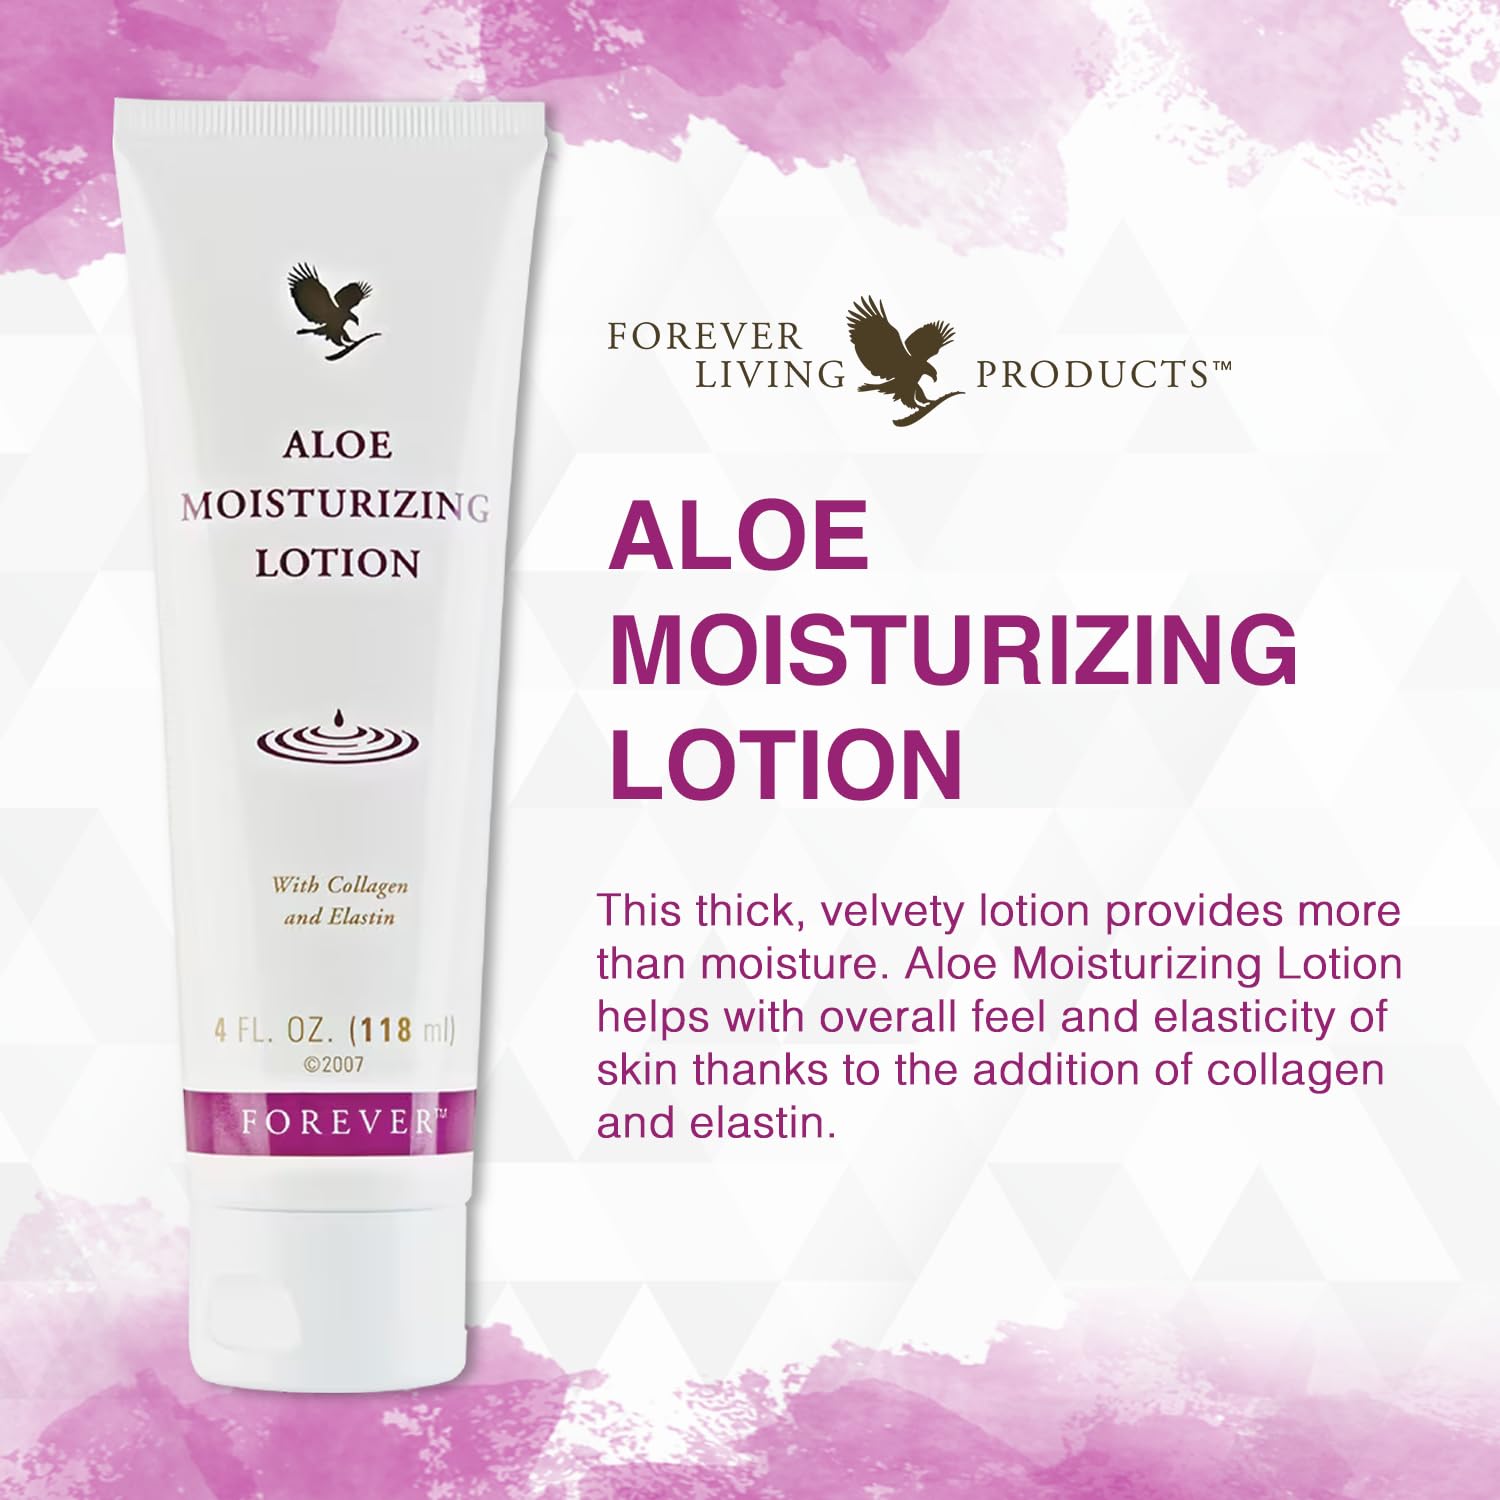 ALOE
MOISTURIZING
LOTION
With Collagen
and Elastin
4 FL. OZ. (118 ml)
©2007
FOREVER™
FOREVER
LIVING PRODUCTS™
ALOE
MOISTURIZING
LOTION
This thick, velvety lotion provides more
than moisture. Aloe Moisturizing Lotion
helps with overall feel and elasticity of
skin thanks to the addition of collagen
and elastin.